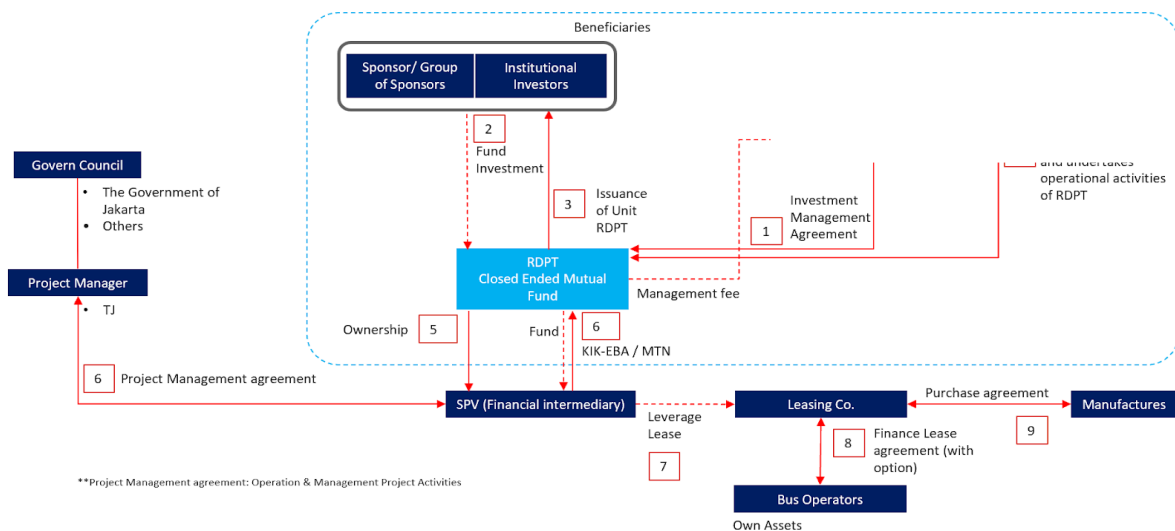 Beneficiaries
Sponsor/ Group
of Sponsors
Institutional
Investors
2
Fund
Investment
3
Issuance
of Unit
RDPT
Govern Council
• The Government of
Jakarta
• Others
Project Manager
• TJ
and undertakes
operational activities
of RDPT
1
Investment
Management
Agreement
RDPT
Closed Ended Mutual
Fund
Management fee
Ownership
5
Fund
6
KIK-EBA / MTN
6
Project Management agreement
SPV (Financial intermediary)
Leverage
Lease
7
Leasing Co.
Purchase agreement
9
Manufactures
8
Finance Lease
agreement (with
option)
Bus Operators
Own Assets
**Project Management agreement: Operation & Management Project Activities